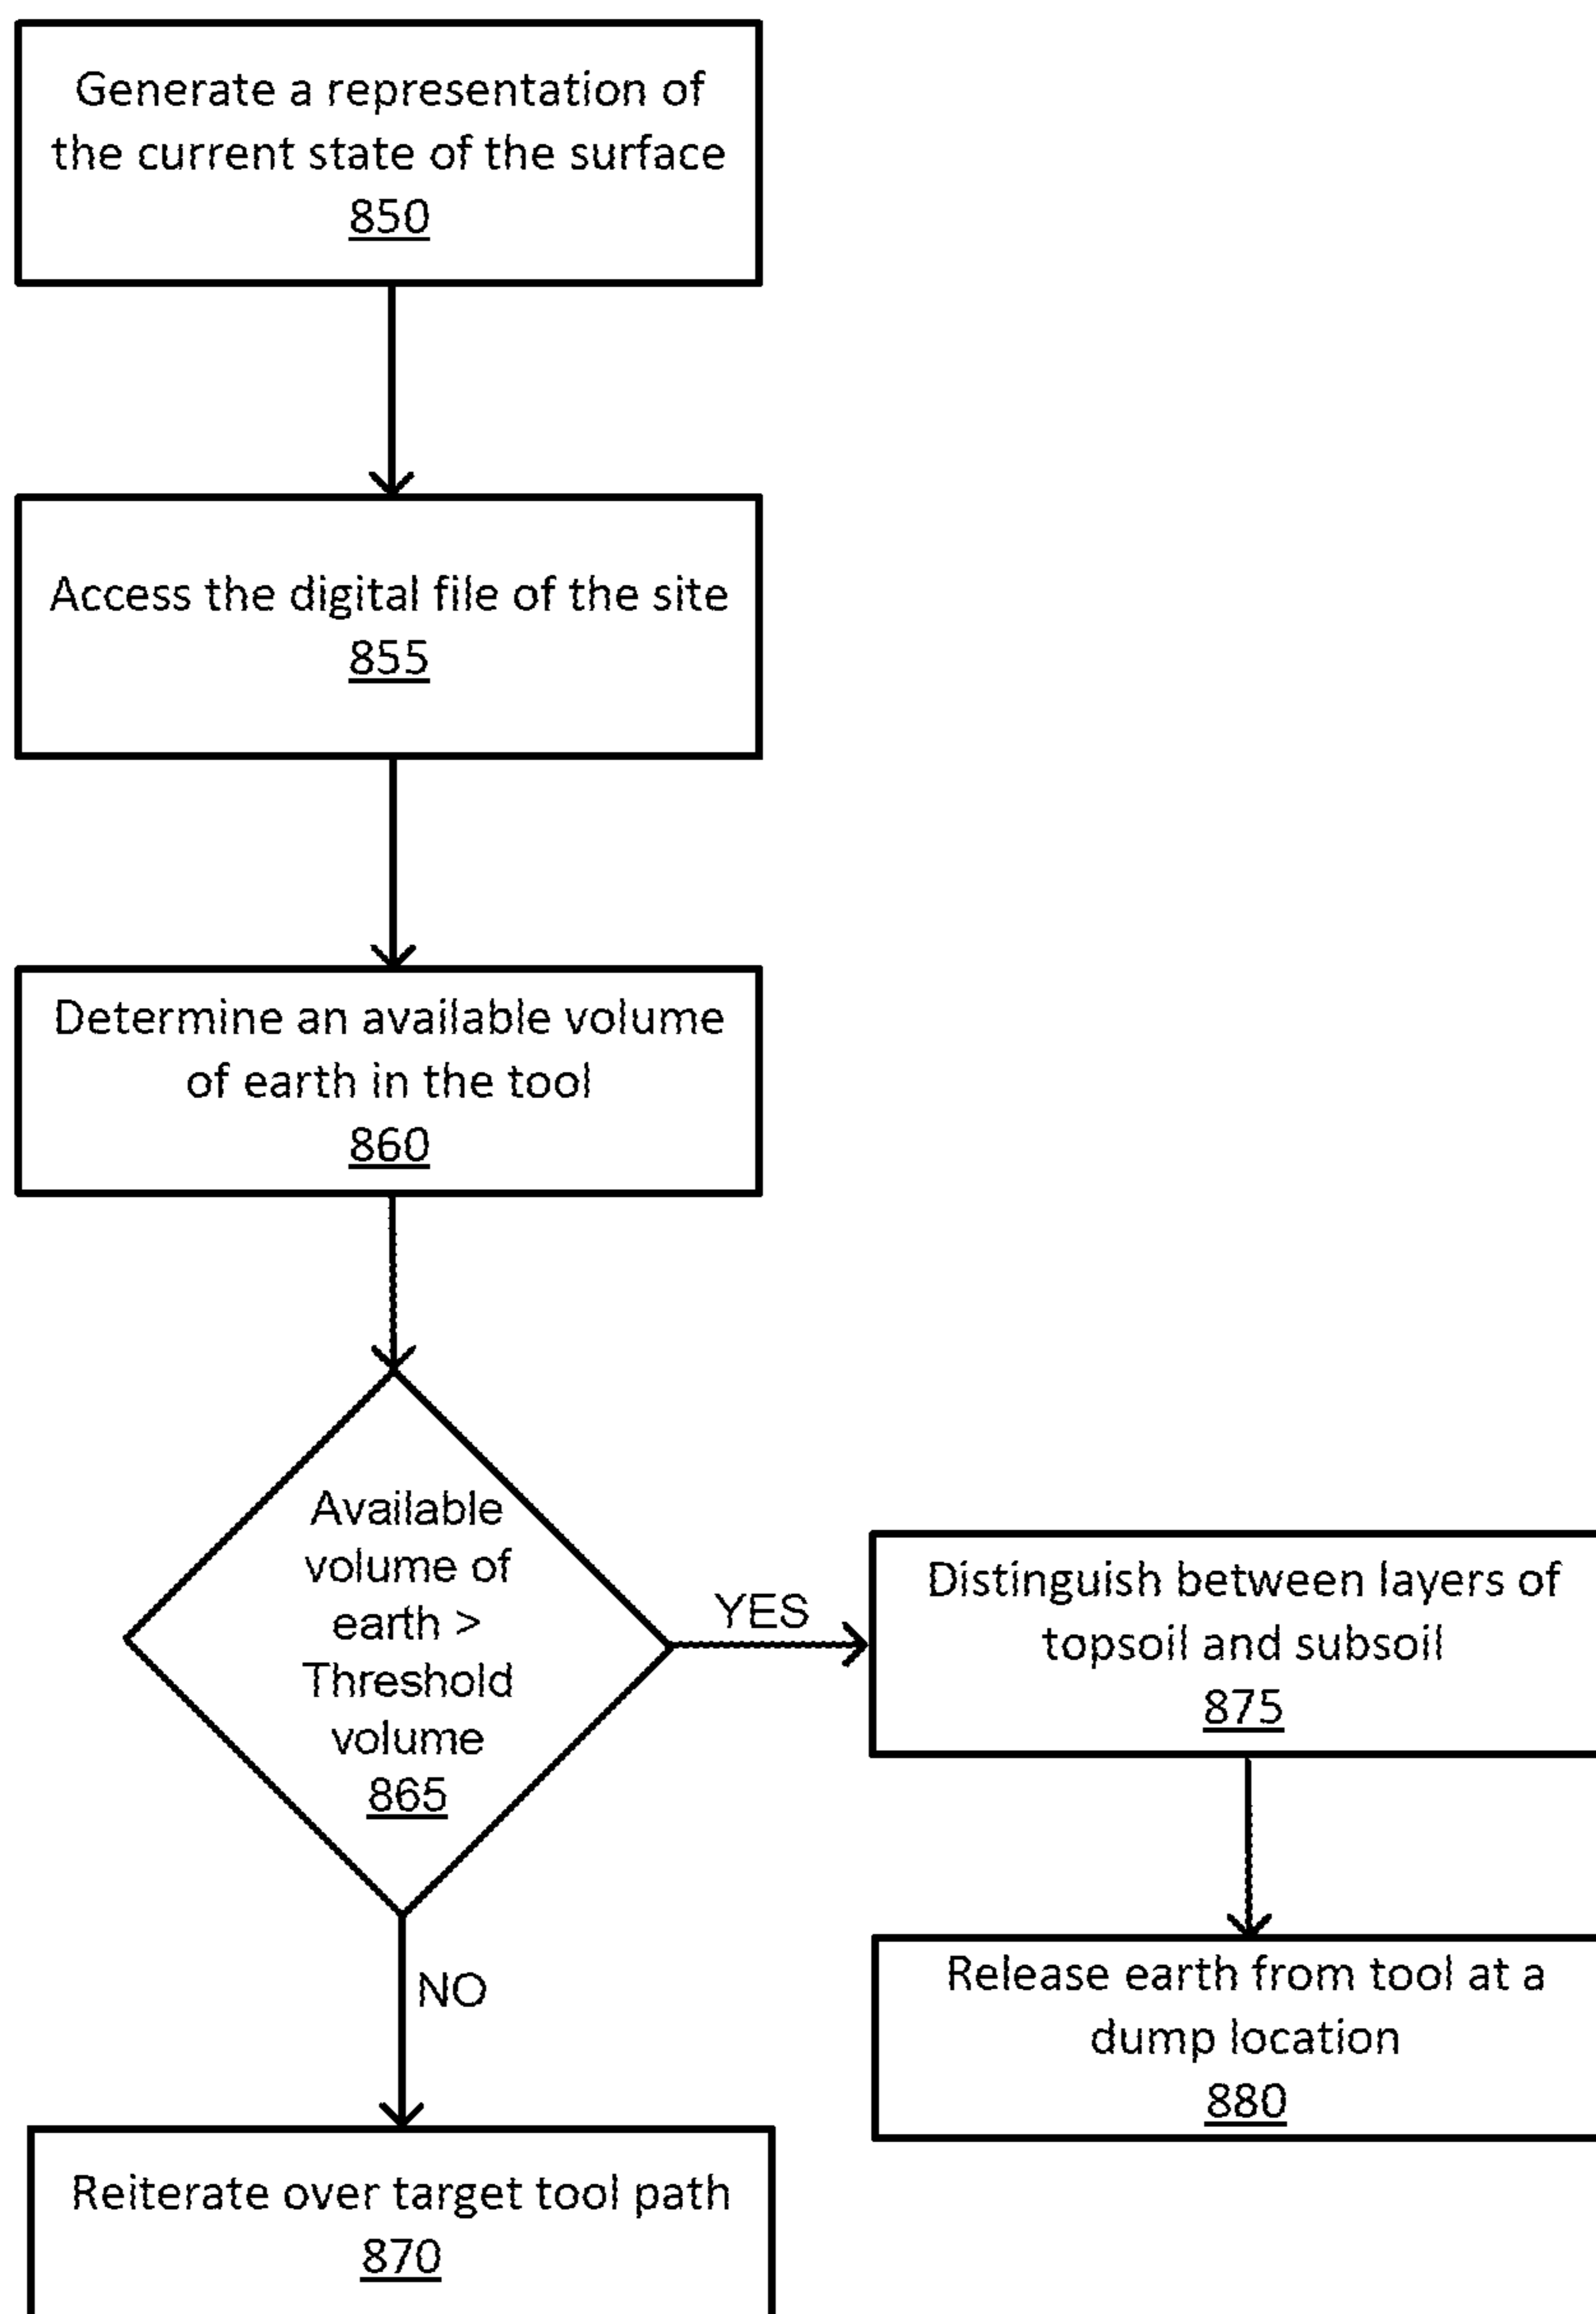 Generate a representation of
the current state of the surface
850
Access the digital file of the site
855
Determine an available volume
of earth in the tool
860
Available
volume of
earth >
Threshold
volume
865
YES
Distinguish between layers of
topsoil and subsoil
875
Release earth from tool at a
dump location
880
NO
Reiterate over target tool path
870